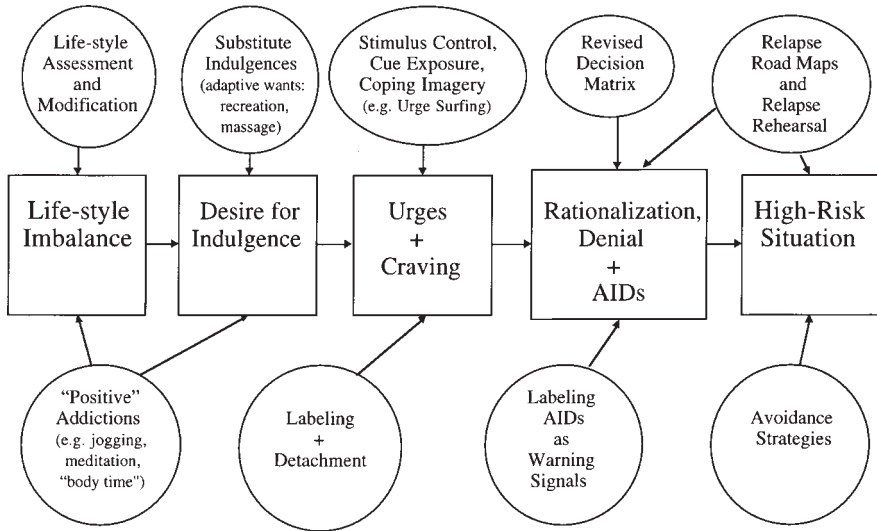 Life-style
Assessment
and
Modification
Substitute
Indulgences
(adaptive wants:
recreation,
massage)
Stimulus Control,
Cue Exposure,
Coping Imagery
(e.g. Urge Surfing)
Revised
Decision
Matrix
Relapse
Road Maps
and
Relapse
Rehearsal
Life-style
Imbalance
Desire for
Indulgence
Urges
+
Craving
Rationalization,
Denial
+
AIDs
High-Risk
Situation
“Positive”
Addictions
(e.g. jogging,
meditation,
“body time")
Labeling
+
Detachment
Labeling
AIDs
as
Warning
Signals
Avoidance
Strategies